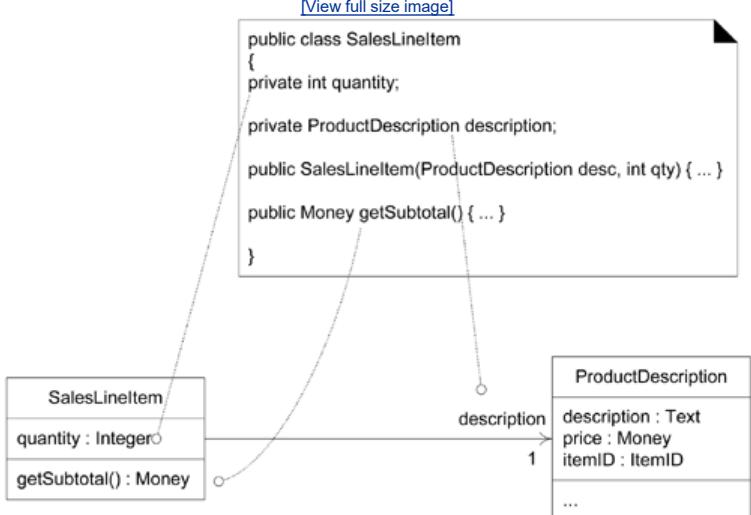 [View full size image]
public class SalesLineItem
{
private int quantity;
private ProductDescription description;
public SalesLineItem(ProductDescription desc, int qty) { ... }
public Money getSubtotal() { ... }
}
SalesLineItem
quantity : Integer
getSubtotal() : Money
description
1
ProductDescription
description : Text
price : Money
itemID : ItemID
...